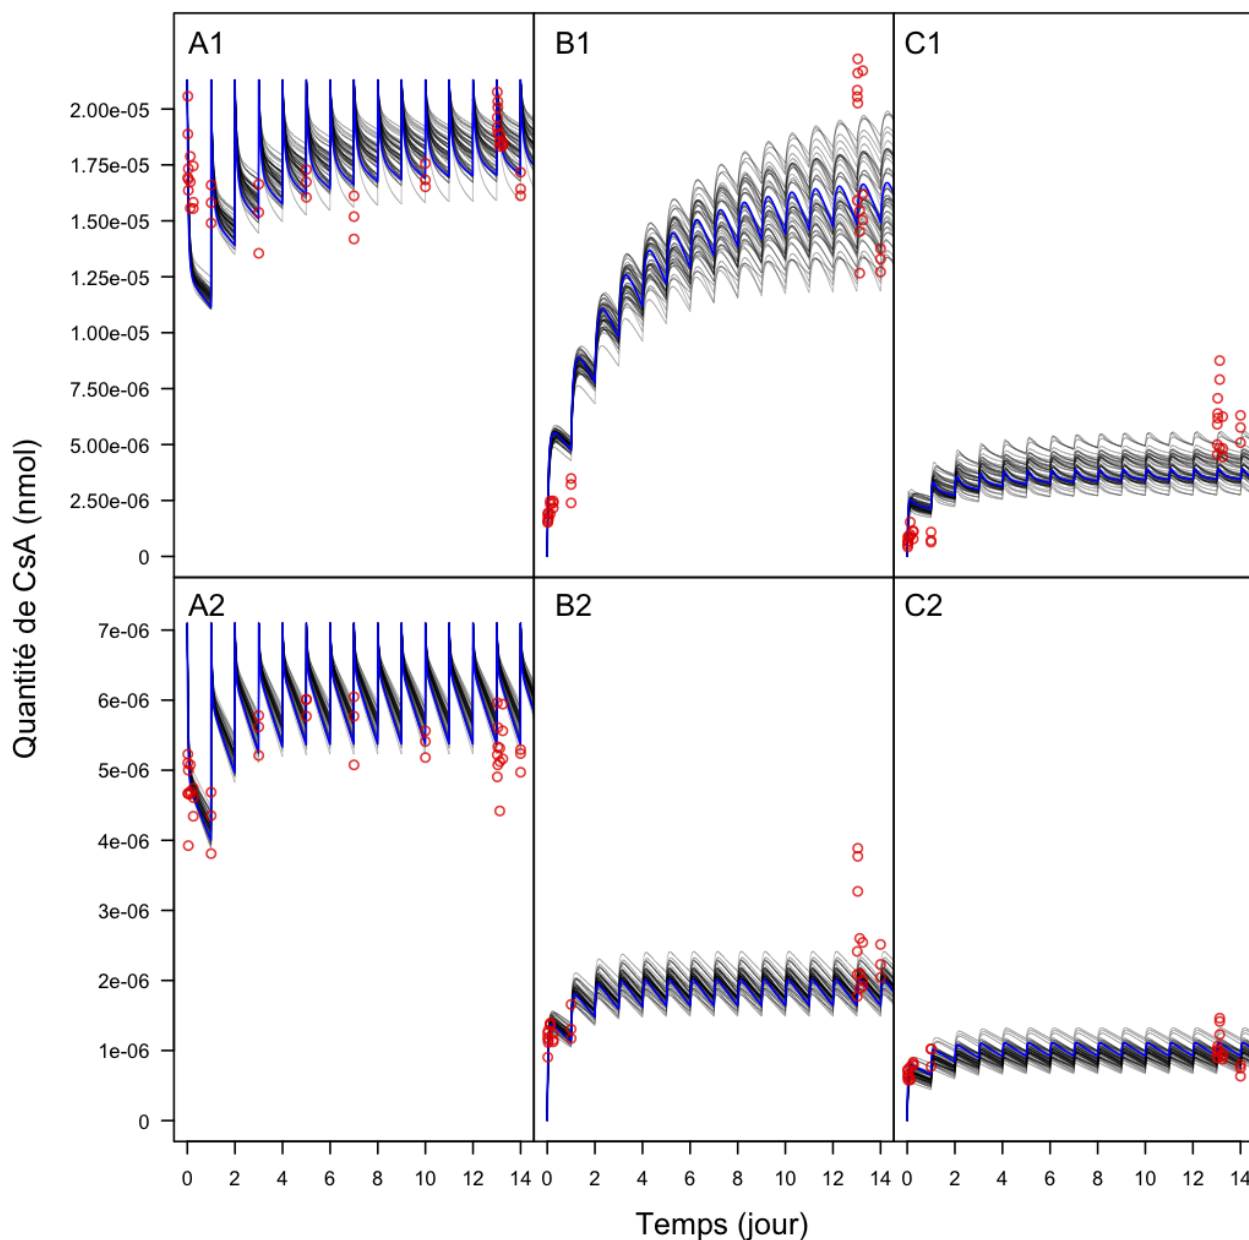 A1
B1
C1
2.00e-05
1.75e-05
1.50e-05
1.25e-05
1.00e-05
7.50e-06
5.00e-06
2.50e-06
0
Quantité de CsA (nmol)
A2
B2
C2
7e-06
6e-06
5e-06
4e-06
3e-06
2e-06
1e-06
0
0 2 4 6 8 10 12 14 0 2 4 6 8 10 12 14 0 2 4 6 8 10 12 14
Temps (jour)